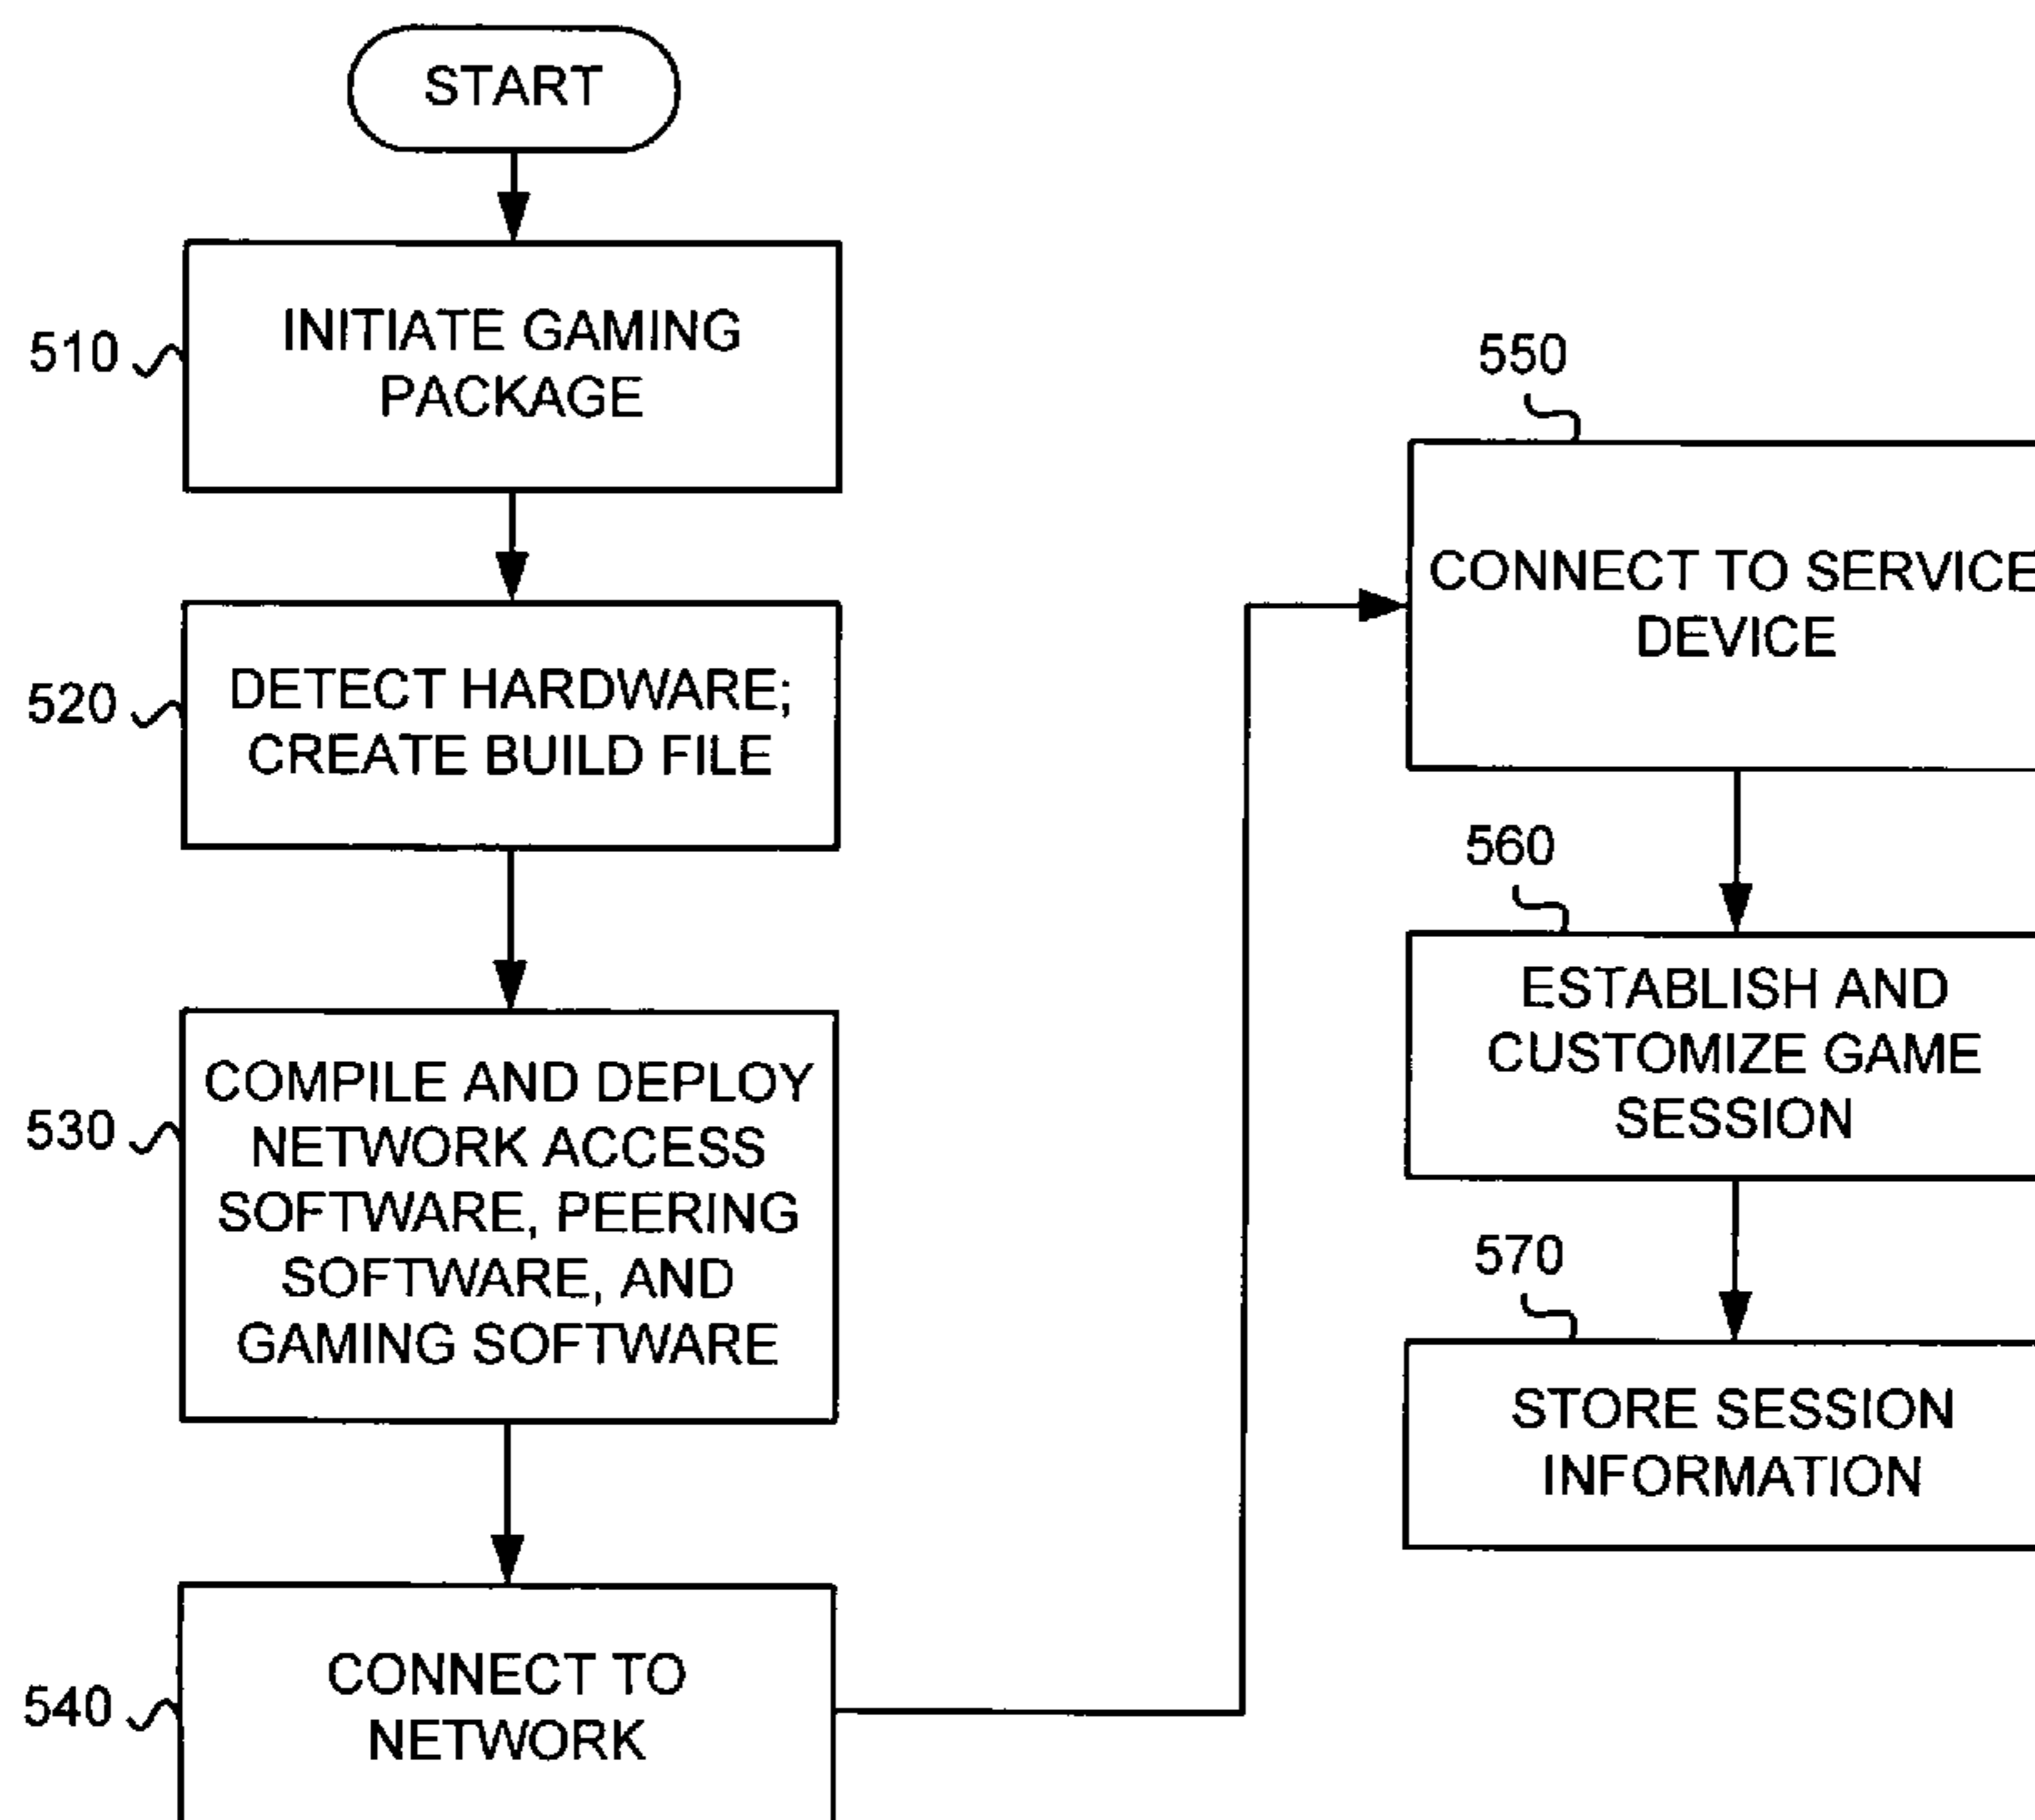 START
510
INITIATE GAMING
PACKAGE
520
DETECT HARDWARE;
CREATE BUILD FILE
530
COMPILE AND DEPLOY
NETWORK ACCESS
SOFTWARE, PEERING
SOFTWARE, AND
GAMING SOFTWARE
540
CONNECT TO
NETWORK
550
CONNECT TO SERVICE
DEVICE
560
ESTABLISH AND
CUSTOMIZE GAME
SESSION
570
STORE SESSION
INFORMATION